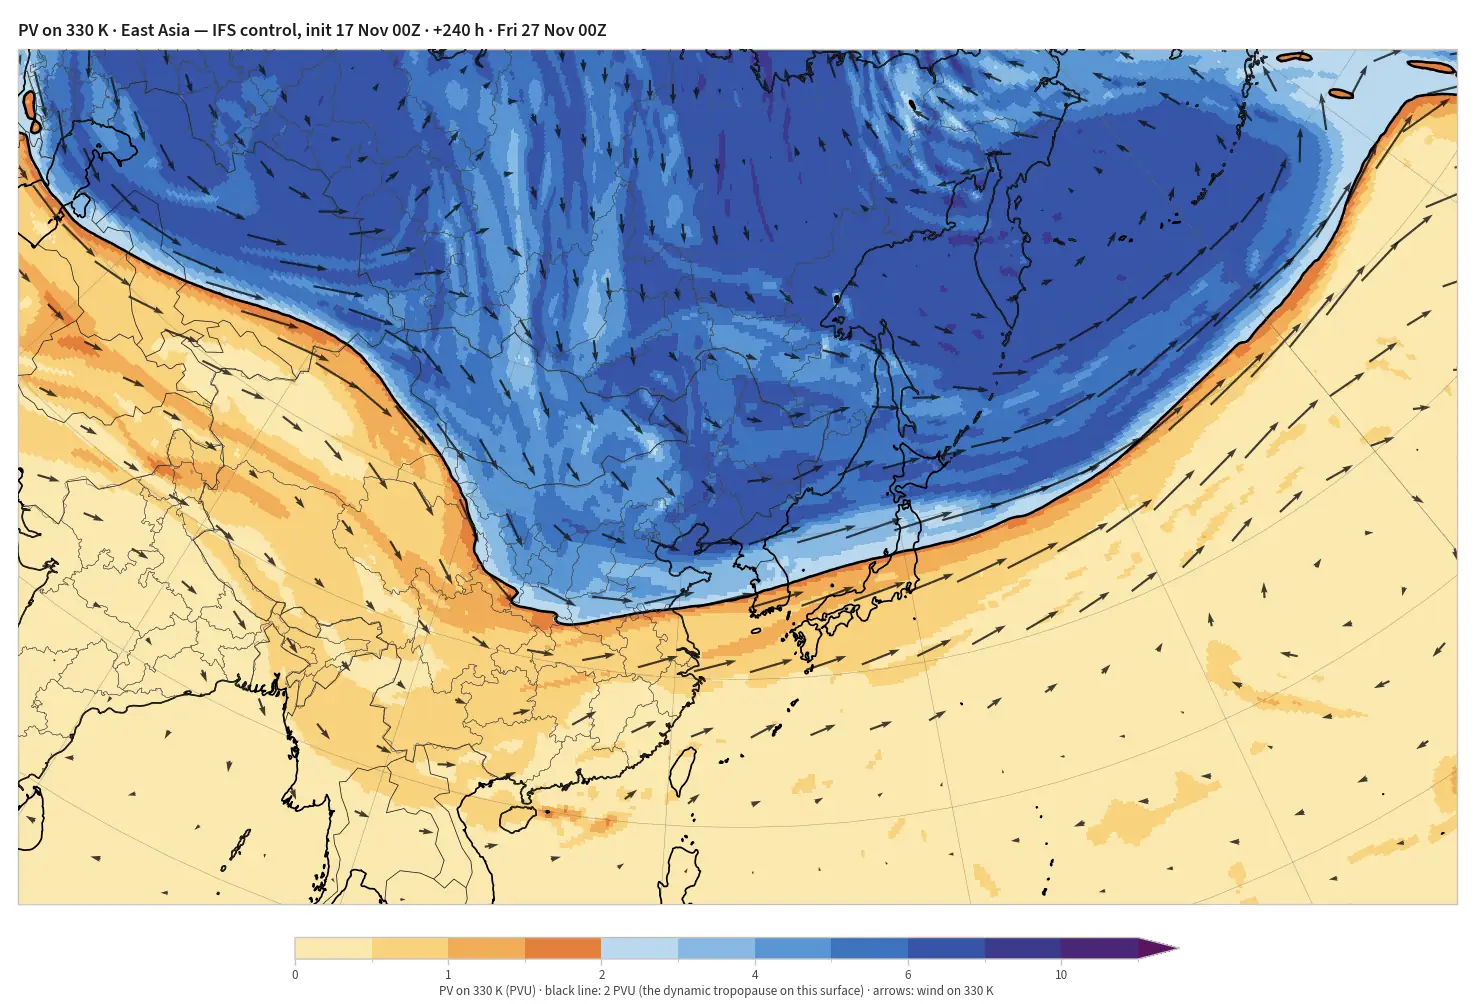 PV on 330 K · East Asia — IFS control, init 17 Nov 00Z · +240 h · Fri 27 Nov 00Z
0 1 2 4 6 10
PV on 330 K (PVU) · black line: 2 PVU (the dynamic tropopause on this surface) · arrows: wind on 330 K